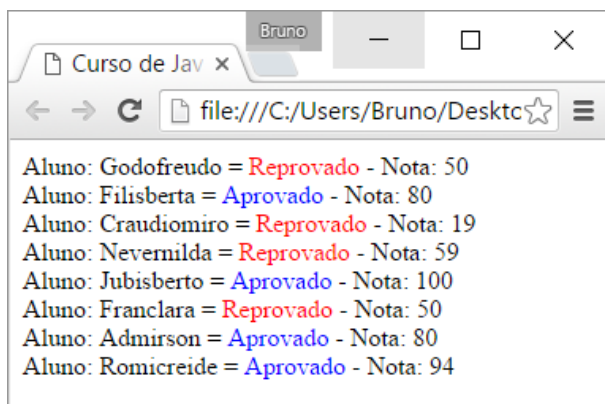 Bruno
Curso de Jav
file:///C:/Users/Bruno/Deskto
Aluno: Godofreudo = Reprovado - Nota: 50
Aluno: Filisberta = Aprovado - Nota: 80
Aluno: Craudiomiro = Reprovado - Nota: 19
Aluno: Nevernilda = Reprovado - Nota: 59
Aluno: Jubisberto = Aprovado - Nota: 100
Aluno: Franclara = Reprovado - Nota: 50
Aluno: Admirson = Aprovado - Nota: 80
Aluno: Romicreide = Aprovado - Nota: 94